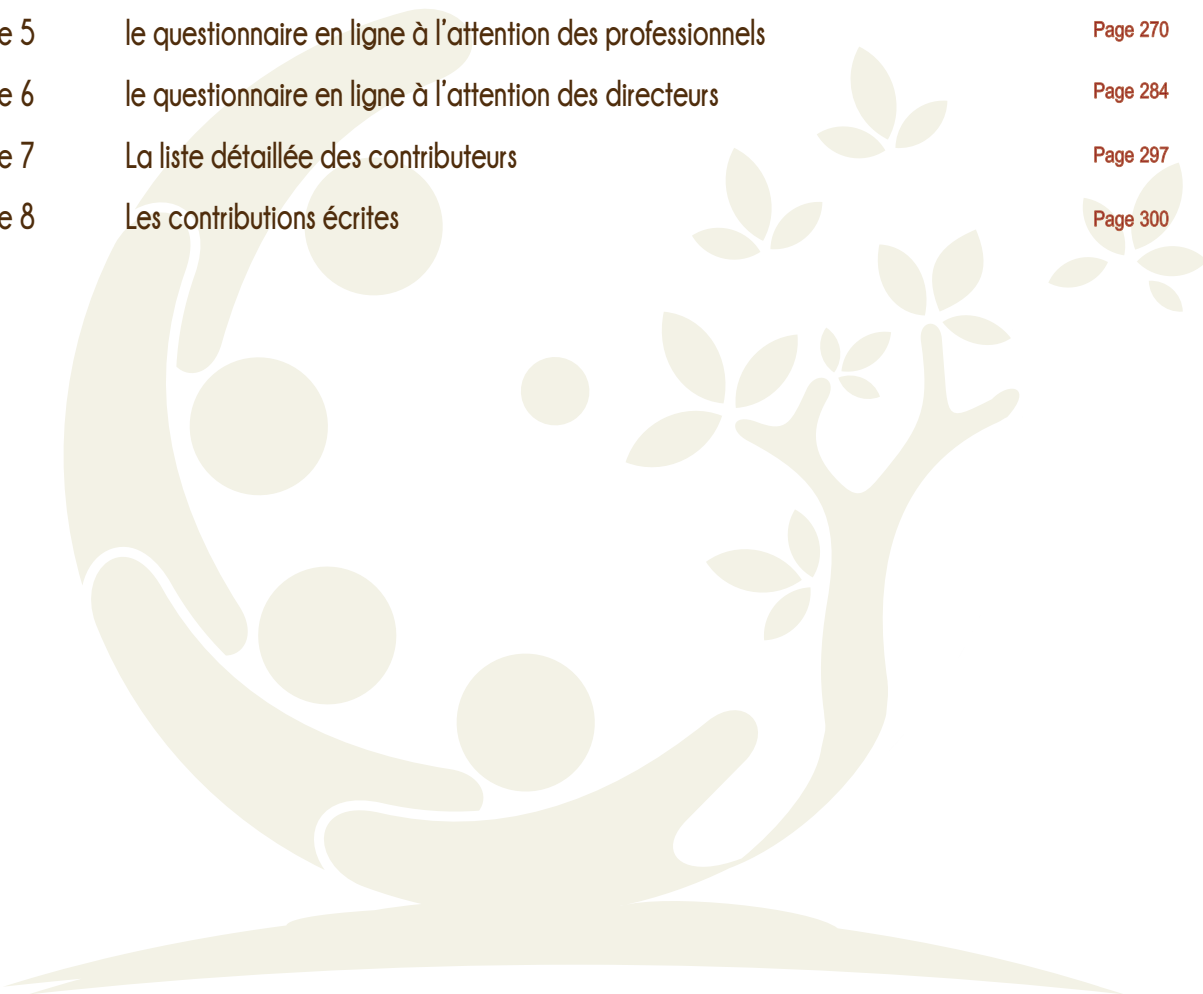 e 5 le questionnaire en ligne à l'attention des professionnels Page 270
e 6 le questionnaire en ligne à l'attention des directeurs Page 284
e 7 La liste détaillée des contributeurs Page 297
e 8 Les contributions écrites Page 300